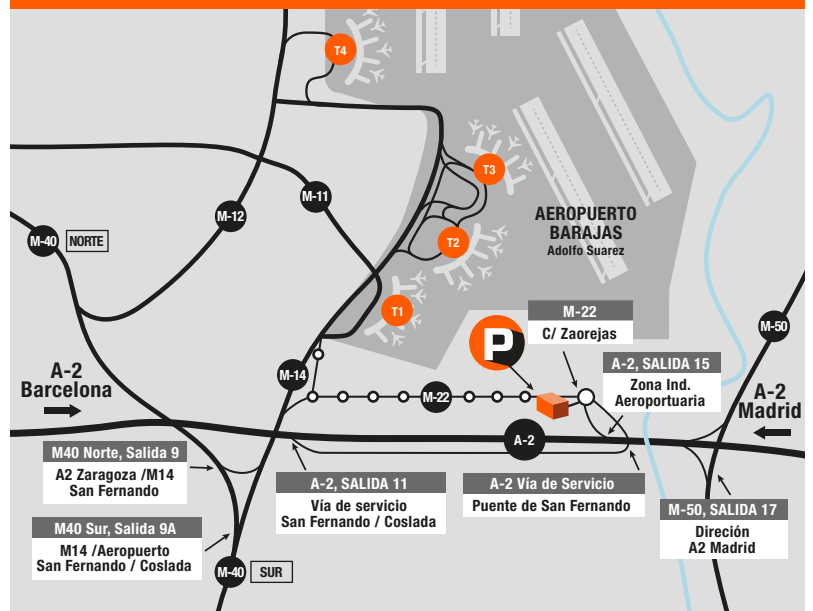 T4
T3
M-11
M-12
AEROPUERTO
BARAJAS
Adolfo Suarez
M-40
NORTE
T2
T1
M-22
C/ Zaorejas
M-50
P
A-2
Barcelona
M-14
A-2, SALIDA 15
Zona Ind.
Aeroportuaria
M-22
A-2
Madrid
A-2
M40 Norte, Salida 9
A2 Zaragoza /M14
San Fernando
A-2, SALIDA 11
Vía de servicio
San Fernando / Coslada
A-2 Vía de Servicio
Puente de San Fernando
M-50, SALIDA 17
Direción
A2 Madrid
M40 Sur, Salida 9A
M14 /Aeropuerto
San Fernando / Coslada
M-40
SUR